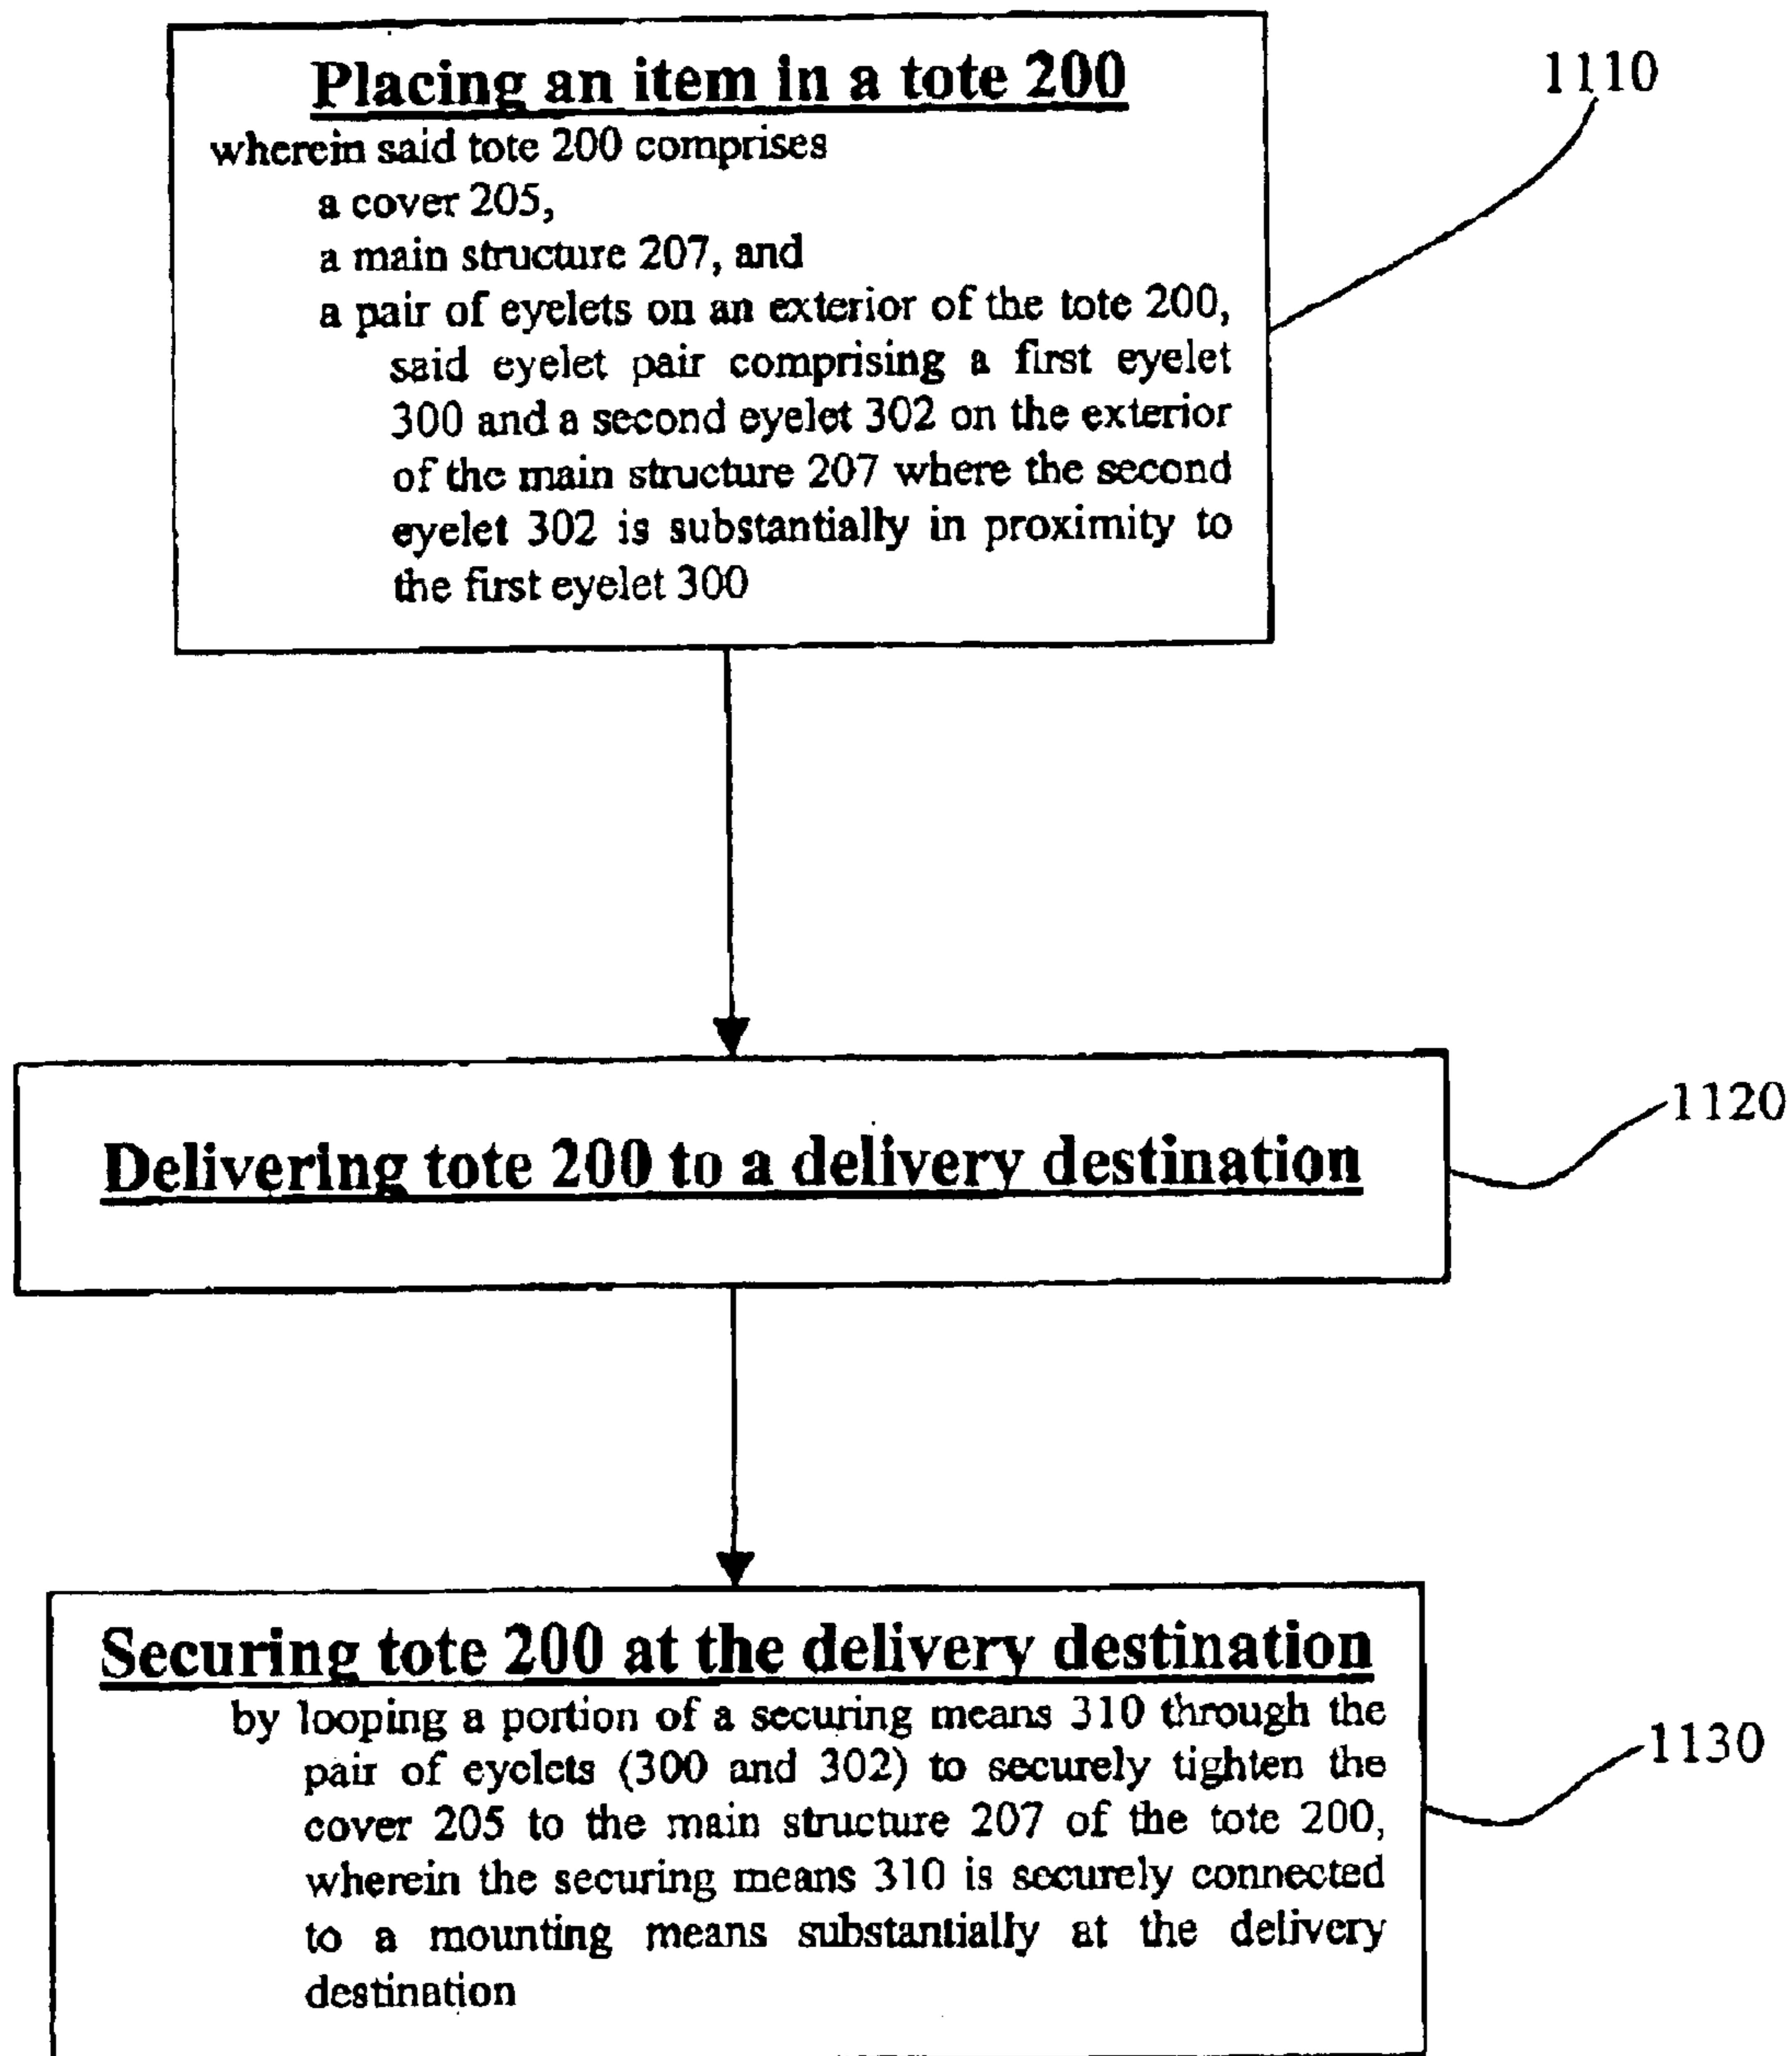 Placing an item in a tote 200
1110
wherein said tote 200 comprises
a cover 205,
a main structure 207, and
a pair of eyelets on an exterior of the tote 200,
said eyelet pair comprising a first eyelet
300 and a second eyelet 302 on the exterior
of the main structure 207 where the second
eyelet 302 is substantially in proximity to
the first eyelet 300
1120
Delivering tote 200 to a delivery destination
Securing tote 200 at the delivery destination
by looping a portion of a securing means 310 through the
1130
pair of eyelets (300 and 302) to securely tighten the
cover 205 to the main structure 207 of the tote 200,
wherein the securing means 310 is securely connected
to a mounting means substantially at the delivery
destination